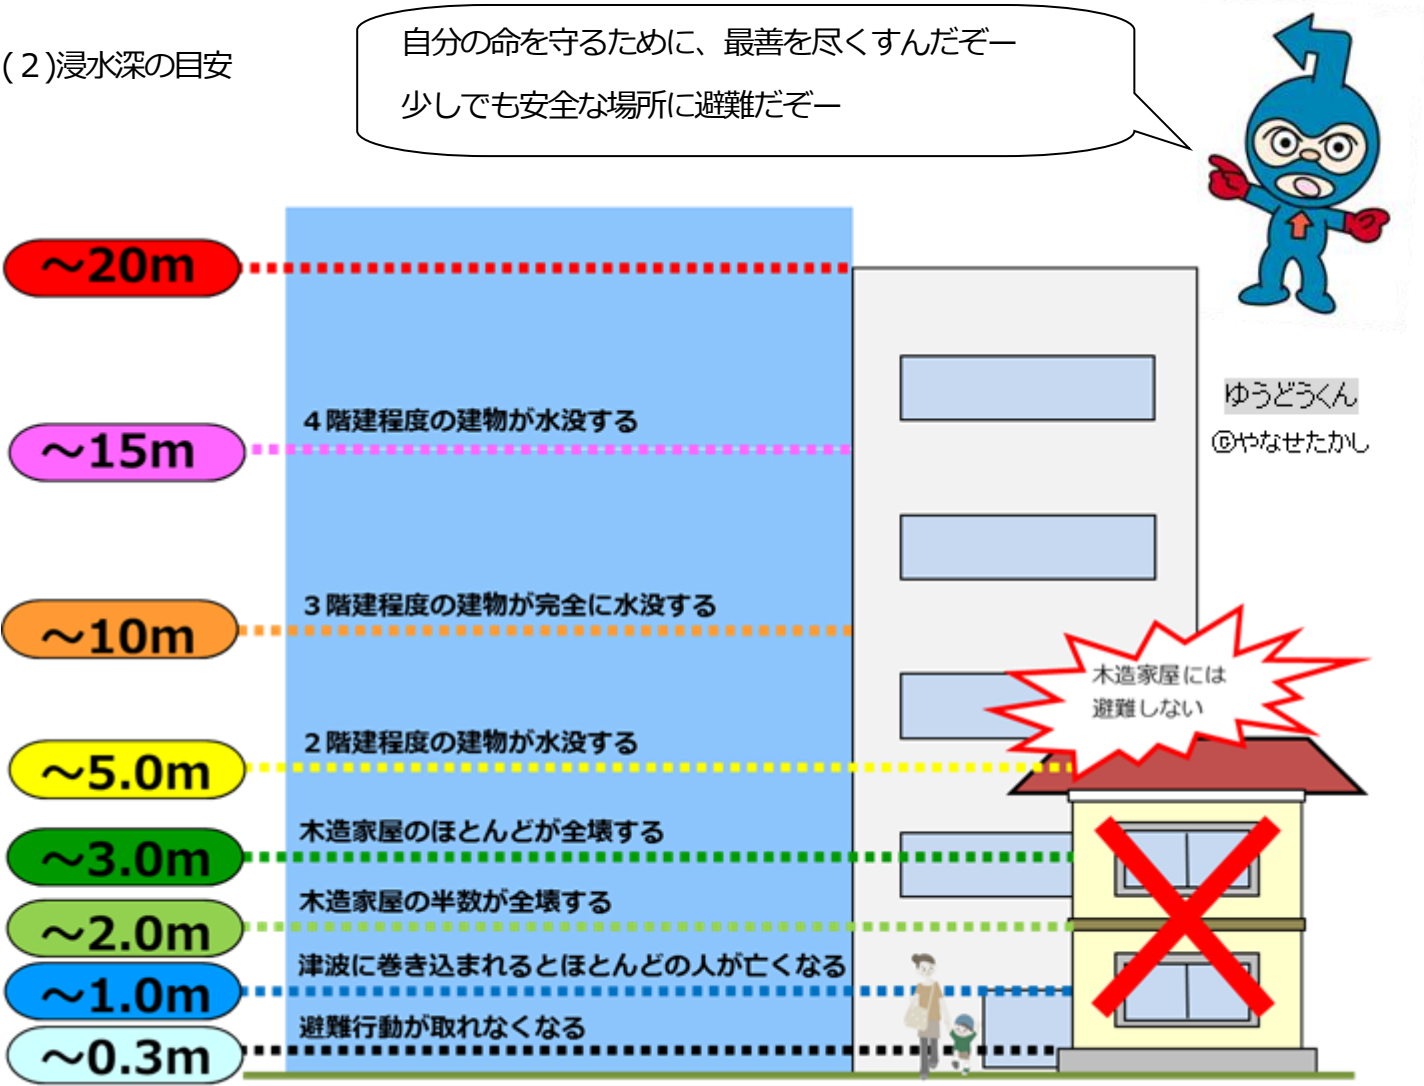 (２)浸水深の目安
自分の命を守るために、最善を尽くすんだぞー
少しでも安全な場所に避難だぞー
～20m
４階建程度の建物が水没する
～15m
ゆうどうくん
©やなせたかし
３階建程度の建物が完全に水没する
～10m
木造家屋には
避難しない
２階建程度の建物が水没する
～5.0m
木造家屋のほとんどが全壊する
～3.0m
木造家屋の半数が全壊する
～2.0m
津波に巻き込まれるとほとんどの人が亡くなる
～1.0m
避難行動が取れなくなる
～0.3m